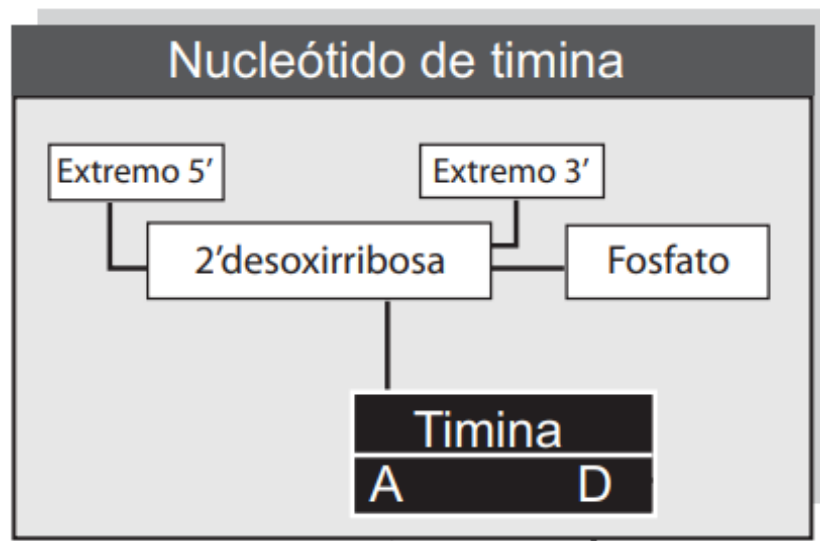 Nucleótido de timina
Extremo 5’
Extremo 3’
2’desoxirribosa
Fosfato
Timina
A D